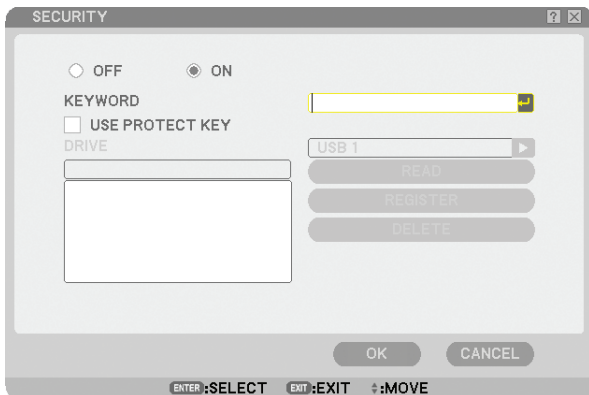 SECURITY
OFF ON
KEYWORD
USE PROTECT KEY
DRIVE USB 1
READ
REGISTER
DELETE
OK CANCEL
ENTER :SELECT EXIT :EXIT :MOVE